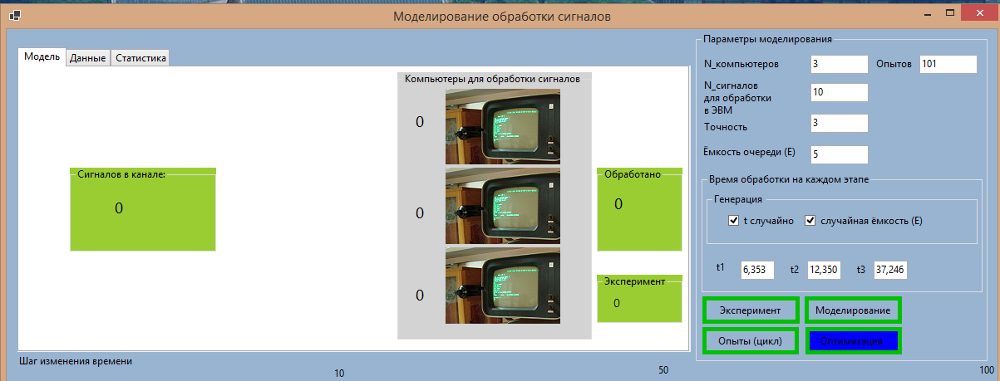 Моделирование обработки сигналов
Модель Данные Статистика
Сигналов в канале:
0
Компьютеры для обработки сигналов
0
0
0
Обработано
0
Эксперимент
0
Параметры моделирования
N_компьютеров 3 Опытов 101
N_сигналов
для обработки
в ЭВМ
10
Точность 3
Ёмкость очереди (Е) 5
Время обработки на каждом этапе
Генерация
t случайно случайная ёмкость (Е)
t1 6,353 t2 12,350 t3 37,246
Эксперимент Моделирование
Опыты (цикл) Оптимизация
Шаг изменения времени
10 50 100